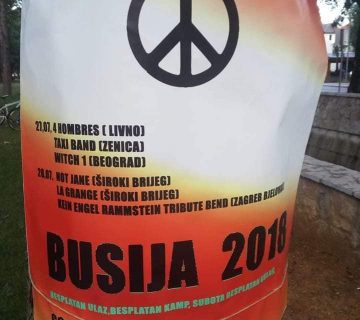 27.07. 4 HOMBRES ( LIVNO)
TAXI BAND (ZENICA)
WITCH 1 (BEOGRAD)
28.07. NOT JANE (ŠIROKI BRIJEG)
LA GRANGE (ŠIROKI BRIJEG)
KEIN ENGEL RAMMSTEIN TRIBUTE BEND (ZAGREB BJELOVAR
BUSIJA 2018
BESPLATAN ULAZ, BESPLATAN KAMP, SUBOTA BESPLATAN